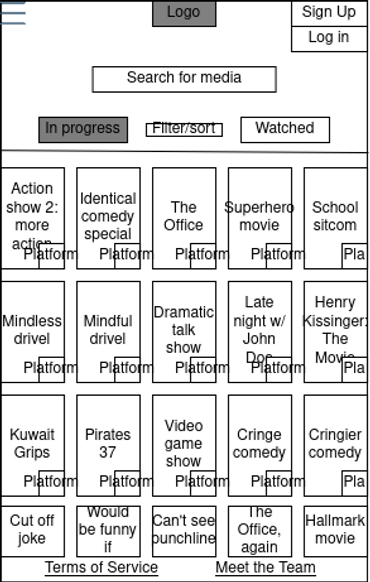 Logo
Sign Up
Log in
Search for media
In progress
Filter/sort
Watched
Action
show 2:
more
action
Platform
Identical
comedy
special
Platform
The
Office
Platform
Superhero
movie
Platform
School
sitcom
Pla
Mindless
drivel
Platform
Mindful
drivel
Platform
Dramatic
talk
show
Platform
Late
night w/
John
Doe
Platform
Henry
Kissinger:
The
Movie
Pla
Kuwait
Grips
Platform
Pirates
37
Platform
Video
game
show
Platform
Cringe
comedy
Platform
Cringier
comedy
Pla
Cut off
joke
Would
be funny
if
Can't see
punchline
The
Office,
again
Hallmark
movie
Terms of Service
Meet the Team